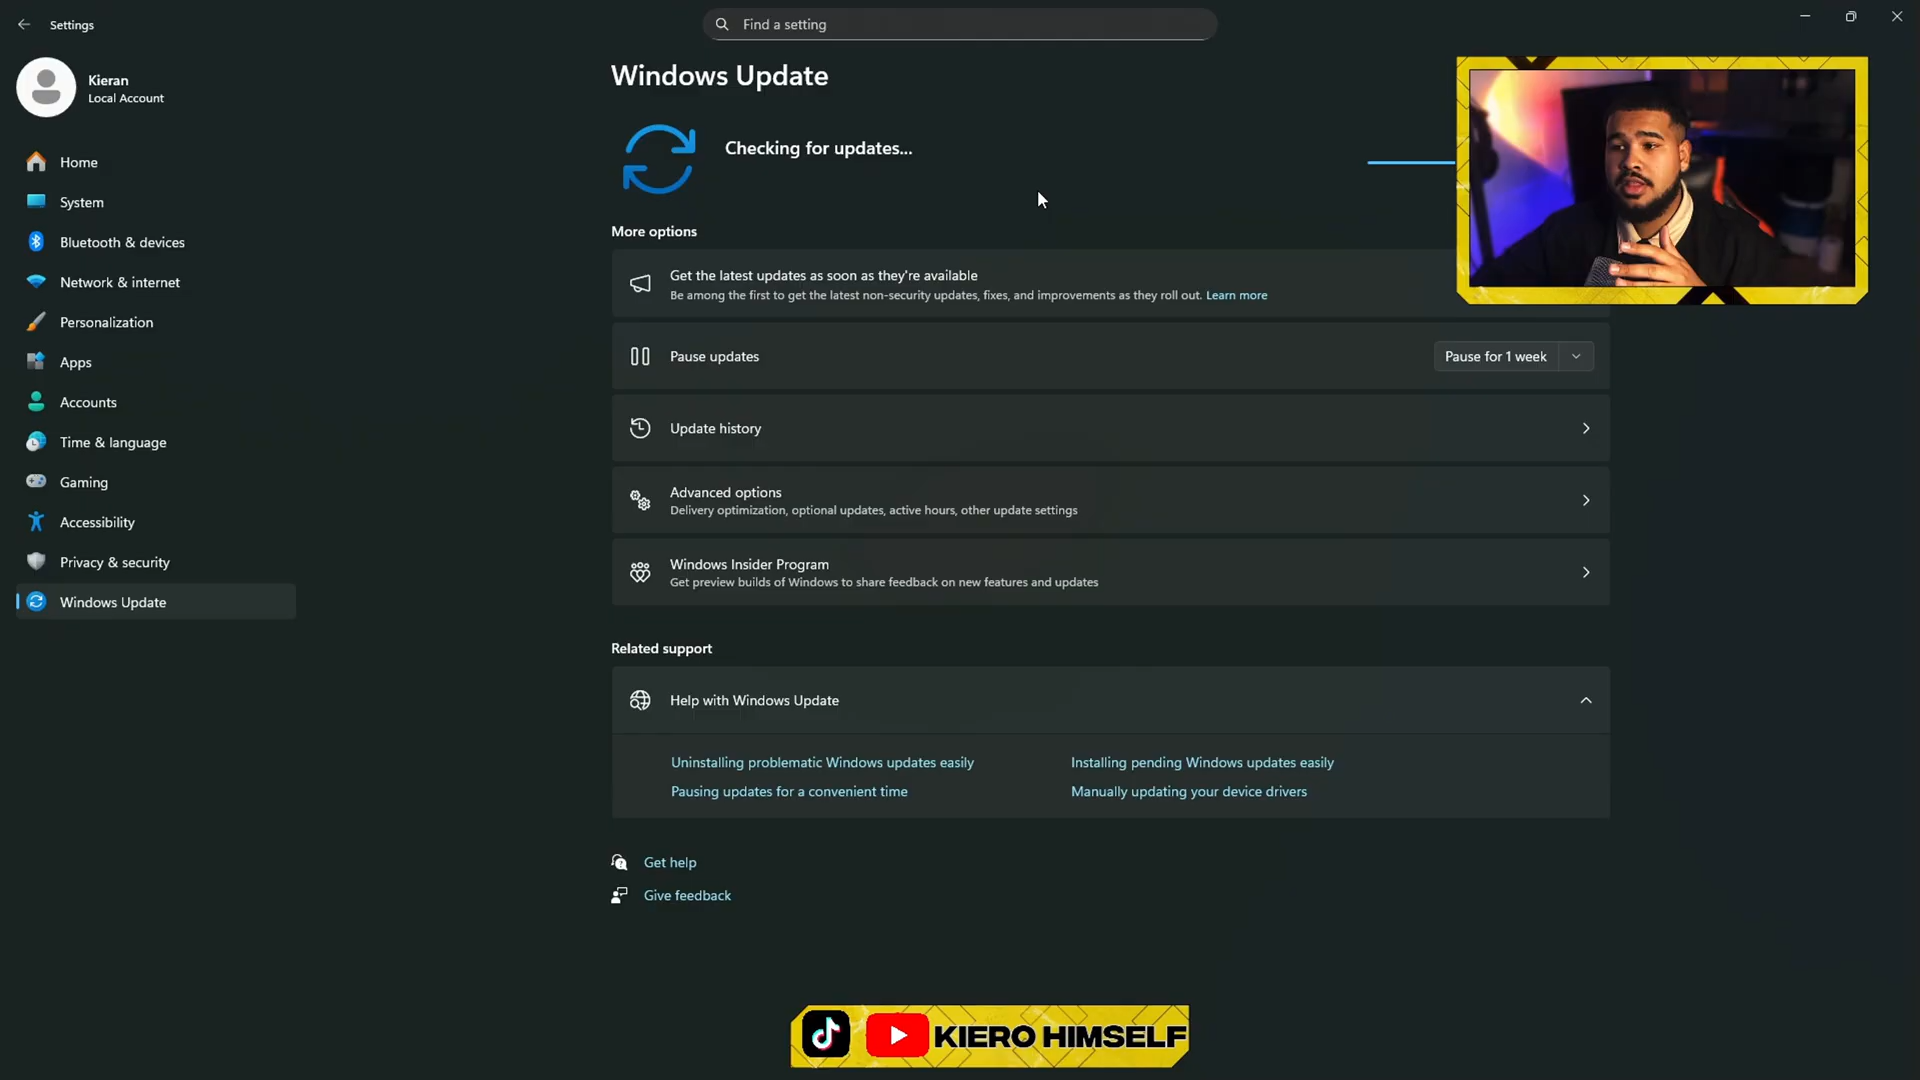 Settings
Find a setting
Kieran
Local Account
Home
System
Bluetooth & devices
Network & internet
Personalization
Apps
Accounts
Time & language
Gaming
Accessibility
Privacy & security
Windows Update
Windows Update
Checking for updates...
More options
Get the latest updates as soon as they're available
Be among the first to get the latest non-security updates, fixes, and improvements as they roll out. Learn more
Pause updates
Pause for 1 week
Update history
Advanced options
Delivery optimization, optional updates, active hours, other update settings
Windows Insider Program
Get preview builds of Windows to share feedback on new features and updates
Related support
Help with Windows Update
Uninstalling problematic Windows updates easily
Installing pending Windows updates easily
Pausing updates for a convenient time
Manually updating your device drivers
Get help
Give feedback
KIERO HIMSELF